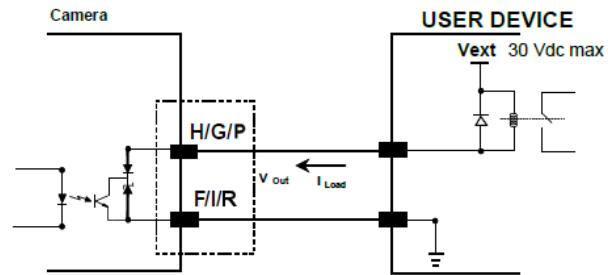 Camera
USER DEVICE
Vext 30 Vdc max
H/G/P
V Out
I Load
F/I/R